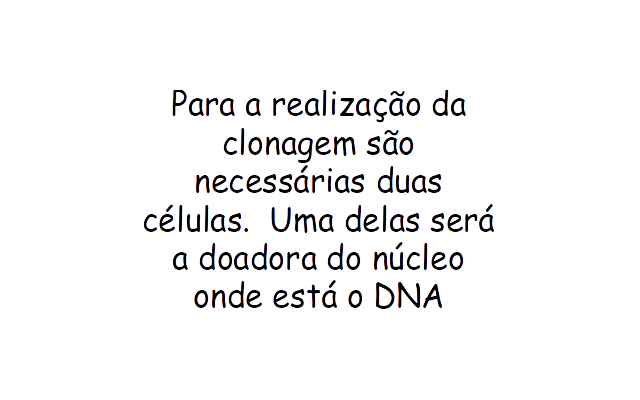 Para a realização da
clonagem são
necessárias duas
células.  Uma delas será
a doadora do núcleo
onde está o DNA